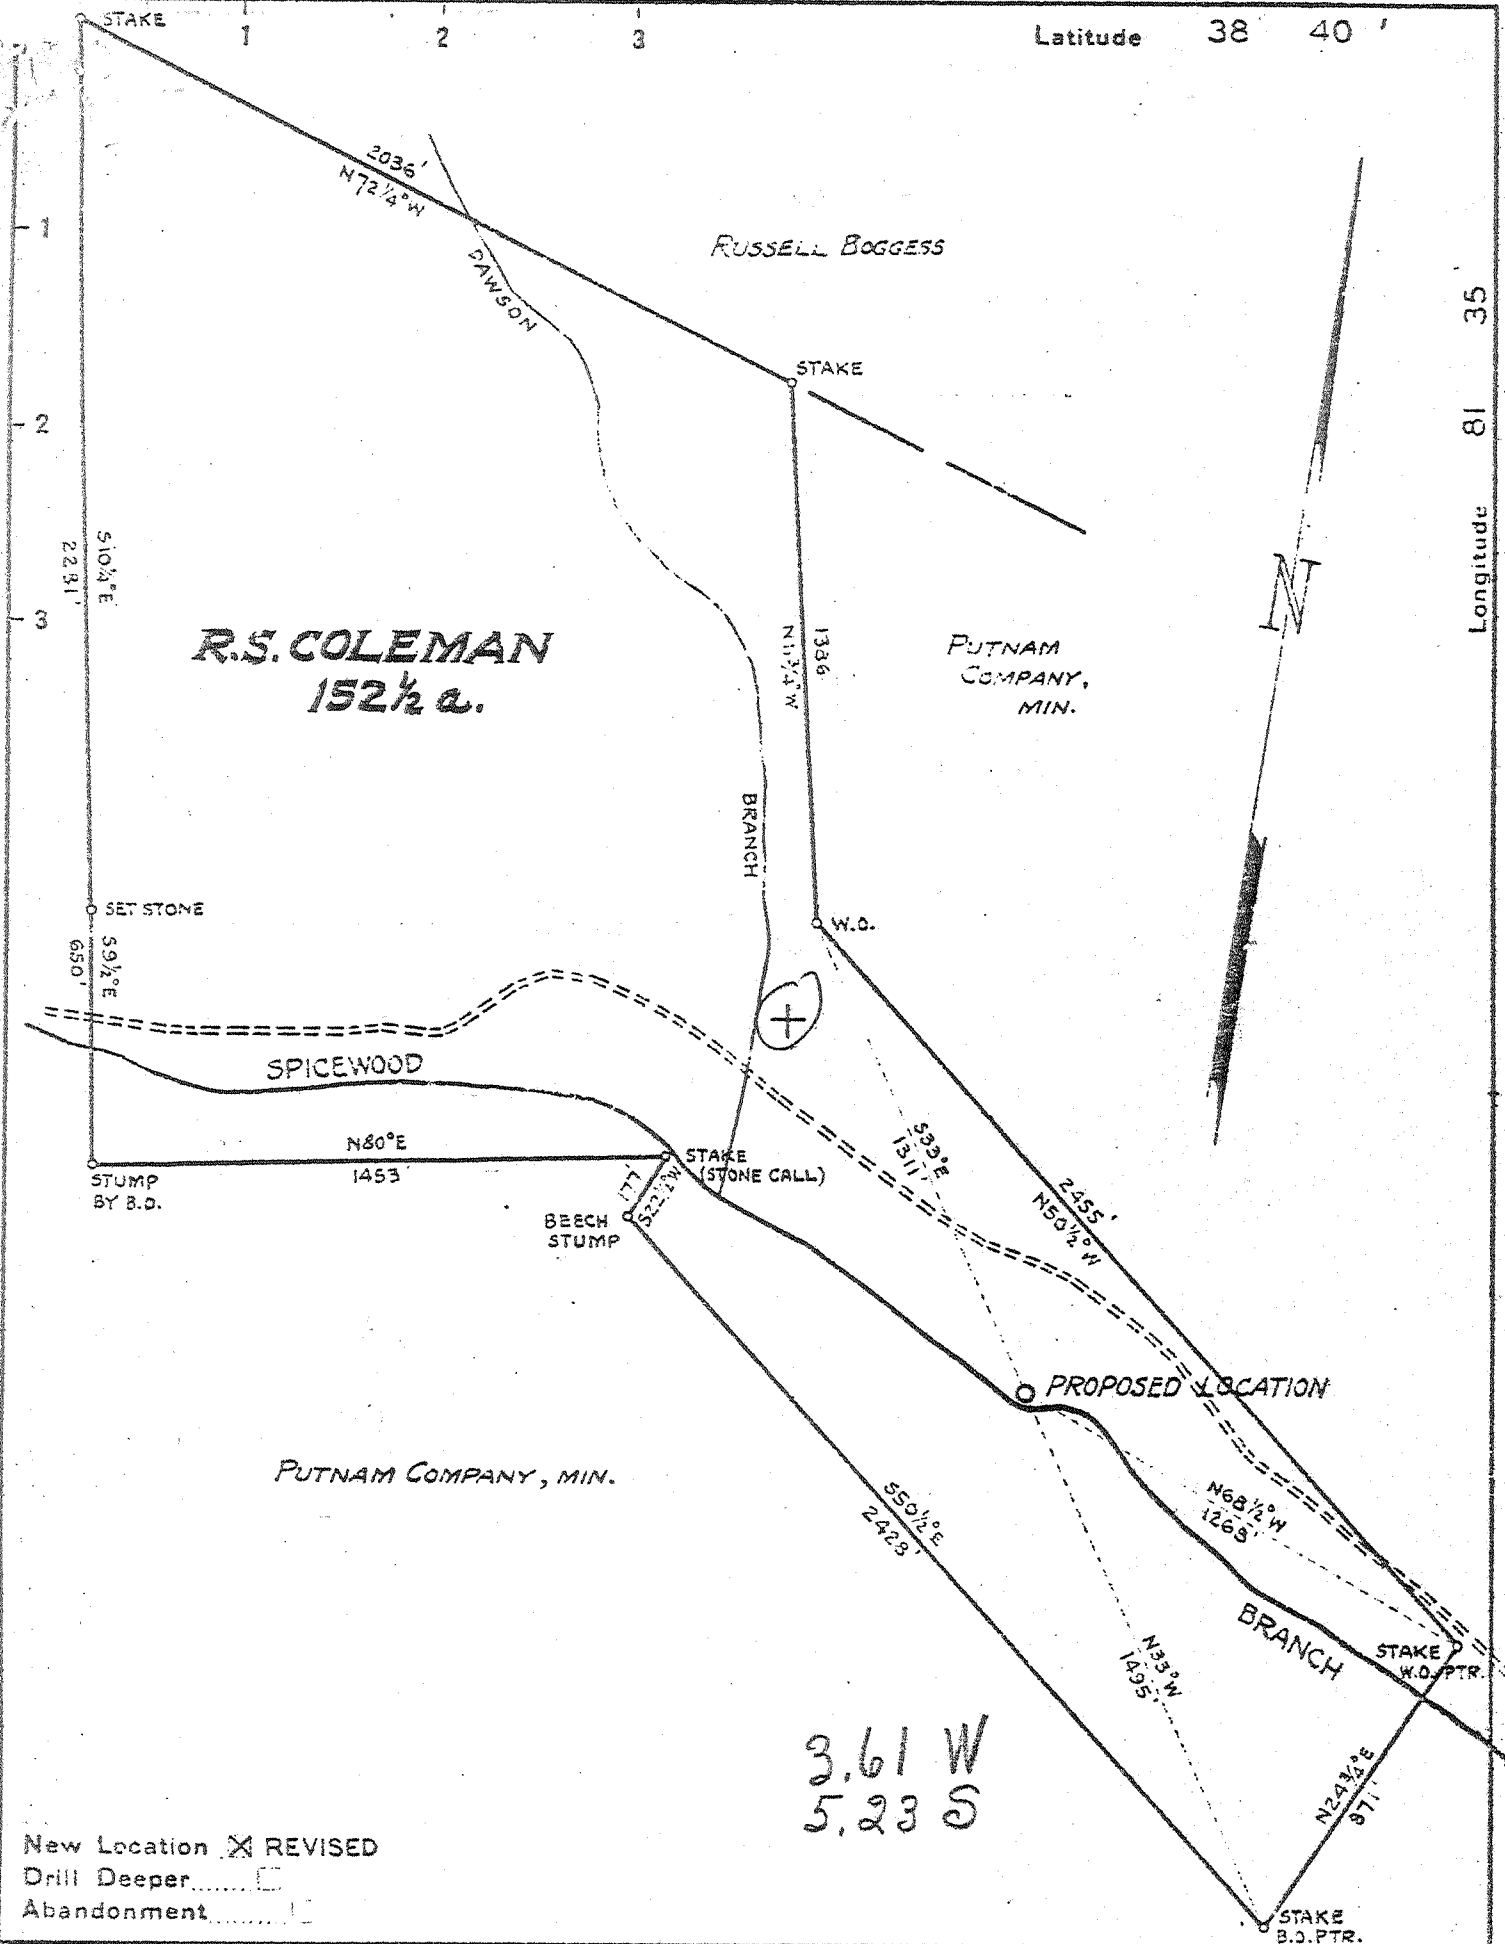 STAKE
1
2
3
Latitude 38 40 '
2036'
N72¼°W
1
RUSSELL BOGGESS
DAWSON
35
81
Longitude
STAKE
2
S10¼°E
2281'
3
R.S. COLEMAN
152½ a.
1386
PUTNAM
COMPANY,
MIN.
N
BRANCH
SET STONE
W.O.
S9½°E
650'
SPICEWOOD
N80°E
1453'
STAKE
(STONE CALL)
STUMP
BY B.O.
177'
S22½°W
BEECH
STUMP
S33°E
1311'
2455'
N50½°W
PROPOSED LOCATION
PUTNAM COMPANY, MIN.
S50½°E
2428'
N68½°W
1268'
BRANCH
STAKE
W.O. PTR.
N33°W
1495'
3.61 W
5.23 S
N24¾°E
871'
New Location X REVISED
Drill Deeper.......
Abandonment........
STAKE
B.O. PTR.